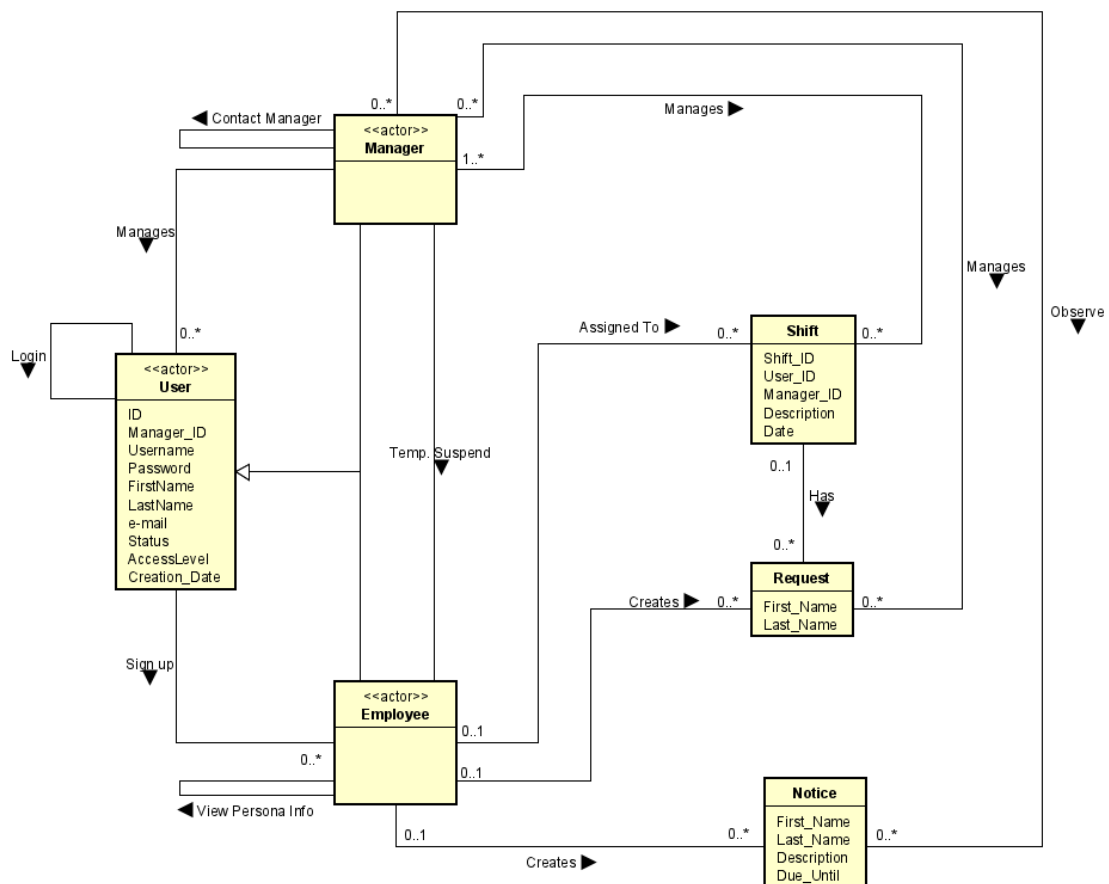 0..*
0..*
Manages
◄ Contact Manager
<<actor>>
Manager
1..*
Manages
Manages
Observe
0..*
Assigned To
0..*
Shift
0..*
Login
<<actor>>
User
Shift_ID
User_ID
Manager_ID
Description
Date
ID
Manager_ID
Username
Password
FirstName
LastName
e-mail
Status
AccessLevel
Creation_Date
Temp. Suspend
0..1
Has
0..*
Request
Creates
0..*
First_Name
Last_Name
0..*
Sign up
<<actor>>
Employee
0..1
0..*
0..1
View Persona Info
0..1
Creates
0..*
Notice
First_Name
Last_Name
Description
Due_Until
0..*